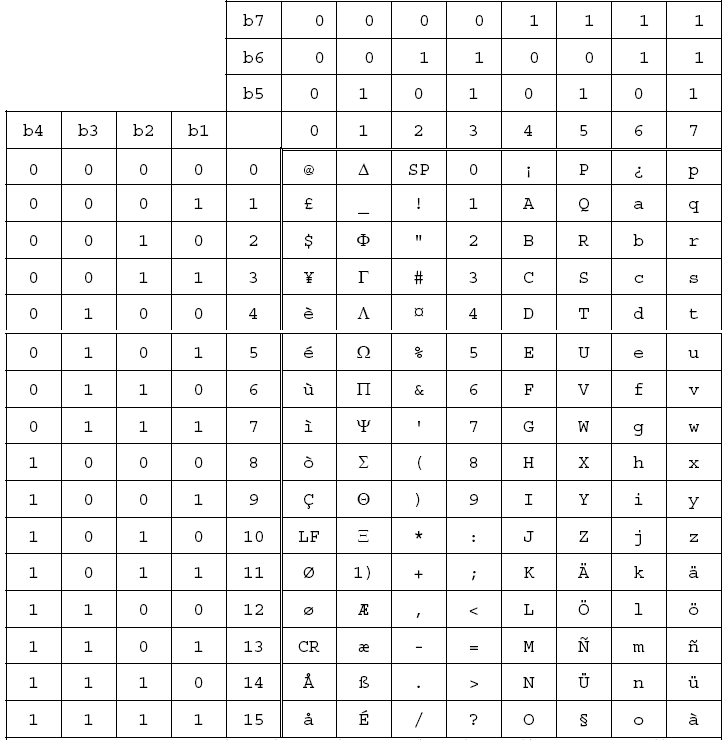 b7 0 0 0 0 1 1 1 1
b6 0 0 1 1 0 0 1 1
b5 0 1 0 1 0 1 0 1
b4 b3 b2 b1 0 1 2 3 4 5 6 7
0 0 0 0 0 @ Δ SP 0 ¡ P ¿ p
0 0 0 1 1 £ _ ! 1 A Q a q
0 0 1 0 2 $ Φ " 2 B R b r
0 0 1 1 3 ¥ Γ # 3 C S c s
0 1 0 0 4 è Λ ¤ 4 D T d t
0 1 0 1 5 é Ω % 5 E U e u
0 1 1 0 6 ù Π & 6 F V f v
0 1 1 1 7 ì Ψ ' 7 G W g w
1 0 0 0 8 ò Σ ( 8 H X h x
1 0 0 1 9 Ç Θ ) 9 I Y i y
1 0 1 0 10 LF Ξ * : J Z j z
1 0 1 1 11 Ø 1) + ; K Ä k ä
1 1 0 0 12 ø Æ , < L Ö l ö
1 1 0 1 13 CR æ - = M Ñ m ñ
1 1 1 0 14 Å ß . > N Ü n ü
1 1 1 1 15 å É / ? O § o à